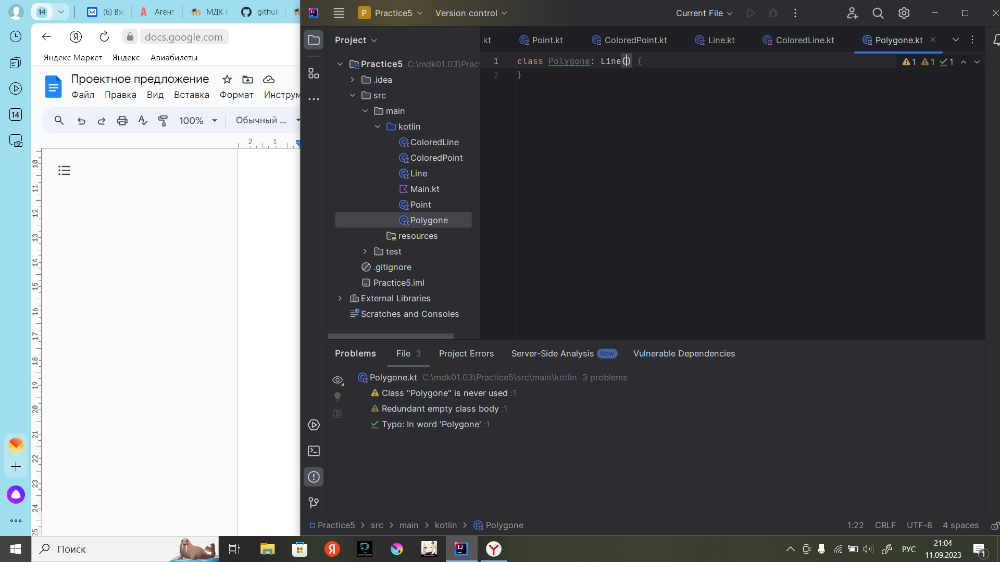 14
(6) Вхс
Агент
МДК 0
github
docs.google.com
Яндекс Маркет
Яндекс
Авиабилеты
14
Проектное предложение
Файл
Правка
Вид
Вставка
Формат
Инструм
100%
Обычный ...
2
1
10
11
12
13
14
15
16
17
18
19
20
21
22
23
24
25
P
Practice5
Version control
Current File
Project
.kt
Point.kt
ColoredPoint.kt
Line.kt
ColoredLine.kt
Polygone.kt
Practice5 C:\mdk01.03\Pract
.idea
src
main
kotlin
ColoredLine
ColoredPoint
Line
Main.kt
Point
Polygone
resources
test
.gitignore
Practice5.iml
External Libraries
Scratches and Consoles
1 class Polygone: Line() {
2 }
1 1 1
Problems
File 3
Project Errors
Server-Side Analysis New
Vulnerable Dependencies
Polygone.kt C:\mdk01.03\Practice5\src\main\kotlin 3 problems
Class "Polygone" is never used :1
Redundant empty class body :1
Typo: In word 'Polygone' :1
Practice5 > src > main > kotlin > Polygone
1:22
CRLF
UTF-8
4 spaces
Поиск
РУС
21:04
11.09.2023
1